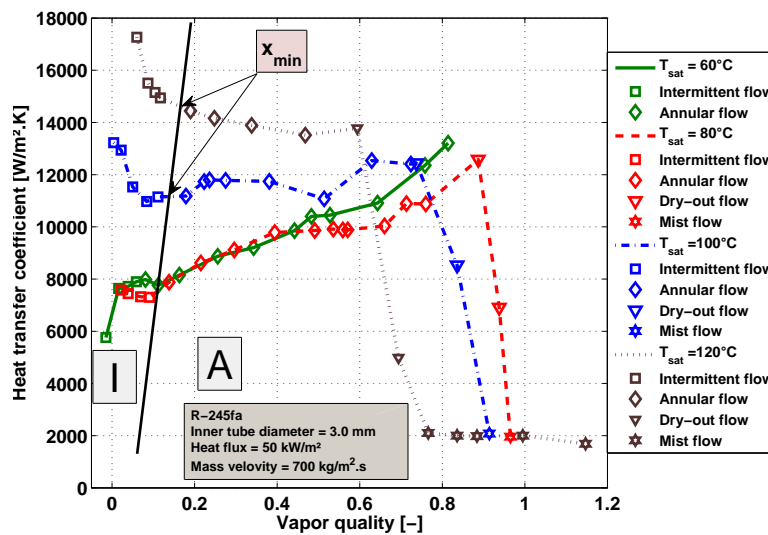 18000
16000
14000
12000
10000
8000
6000
4000
2000
0
Heat transfer coefficient [W/m².K]
0
0.2
0.4
0.6
0.8
1
1.2
Vapor quality [−]
x_min
I
A
R−245fa
Inner tube diameter = 3.0 mm
Heat flux = 50 kW/m²
Mass velovity = 700 kg/m².s
T_sat = 60°C
Intermittent flow
Annular flow
T_sat = 80°C
Intermittent flow
Annular flow
Dry−out flow
Mist flow
T_sat =100°C
Intermittent flow
Annular flow
Dry−out flow
Mist flow
T_sat =120°C
Intermittent flow
Annular flow
Dry−out flow
Mist flow